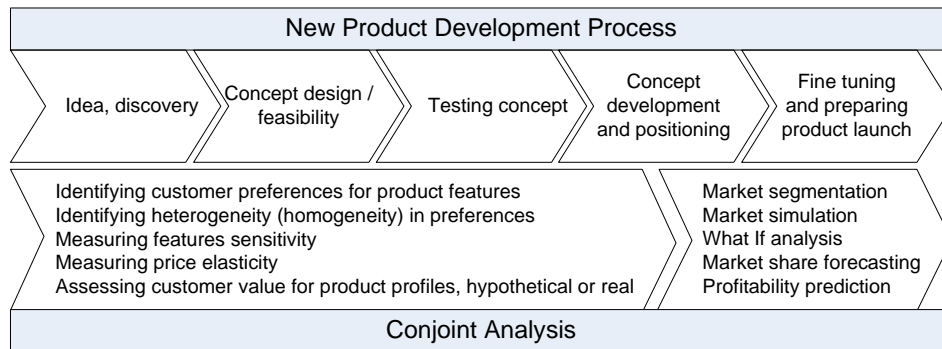 New Product Development Process
Idea, discovery
Concept design /
feasibility
Testing concept
Concept
development
and positioning
Fine tuning
and preparing
product launch
Identifying customer preferences for product features
Identifying heterogeneity (homogeneity) in preferences
Measuring features sensitivity
Measuring price elasticity
Assessing customer value for product profiles, hypothetical or real
Market segmentation
Market simulation
What If analysis
Market share forecasting
Profitability prediction
Conjoint Analysis